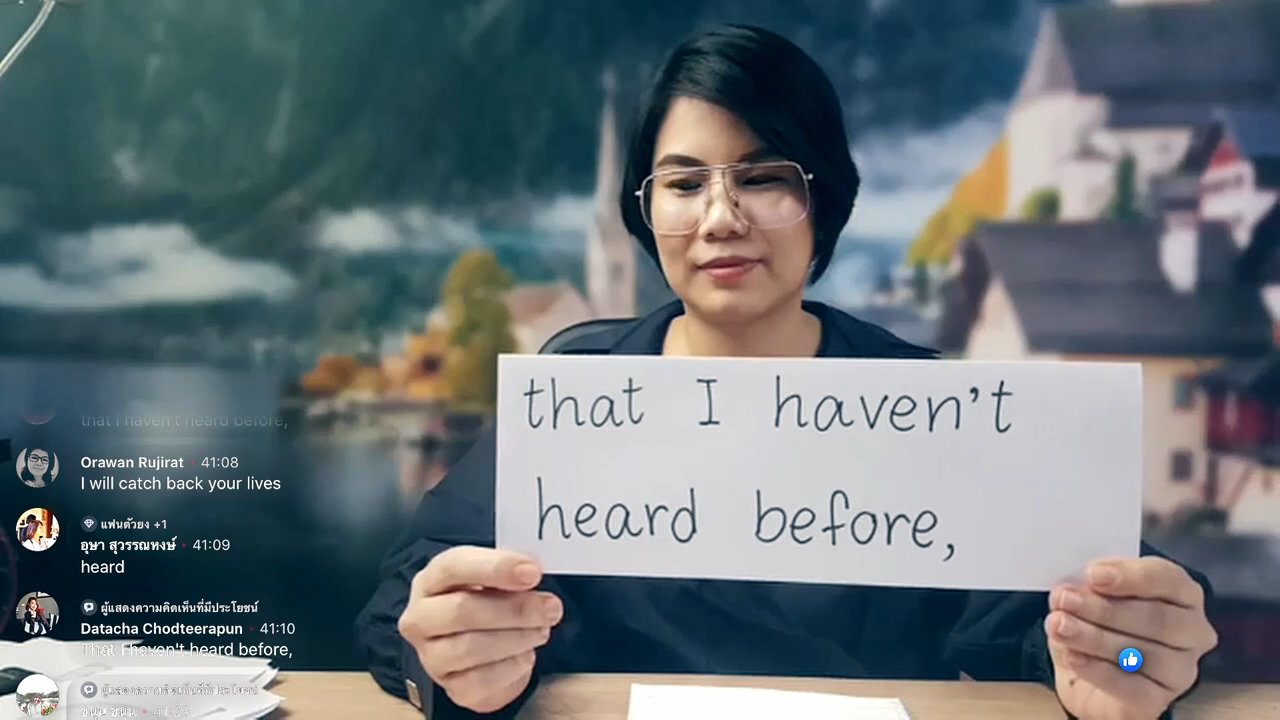 that I haven't
heard before,
that I haven't heard before,
Orawan Rujirat • 41:08
I will catch back your lives
แฟนตัวยง +1
อุษา สุวรรณหงษ์ • 41:09
heard
ผู้แสดงความคิดเห็นที่มีประโยชน์
Datacha Chodteerapun • 41:10
That I haven't heard before,
ผู้แสดงความคิดเห็นที่มีประโยชน์